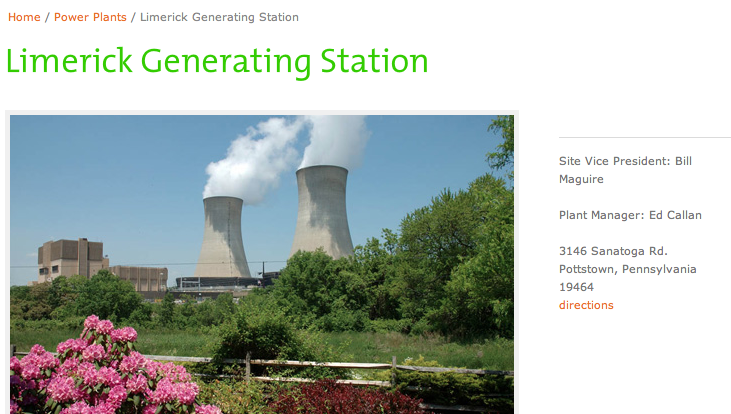 Home / Power Plants / Limerick Generating Station
Limerick Generating Station
Site Vice President: Bill
Maguire
Plant Manager: Ed Callan
3146 Sanatoga Rd.
Pottstown, Pennsylvania
19464
directions